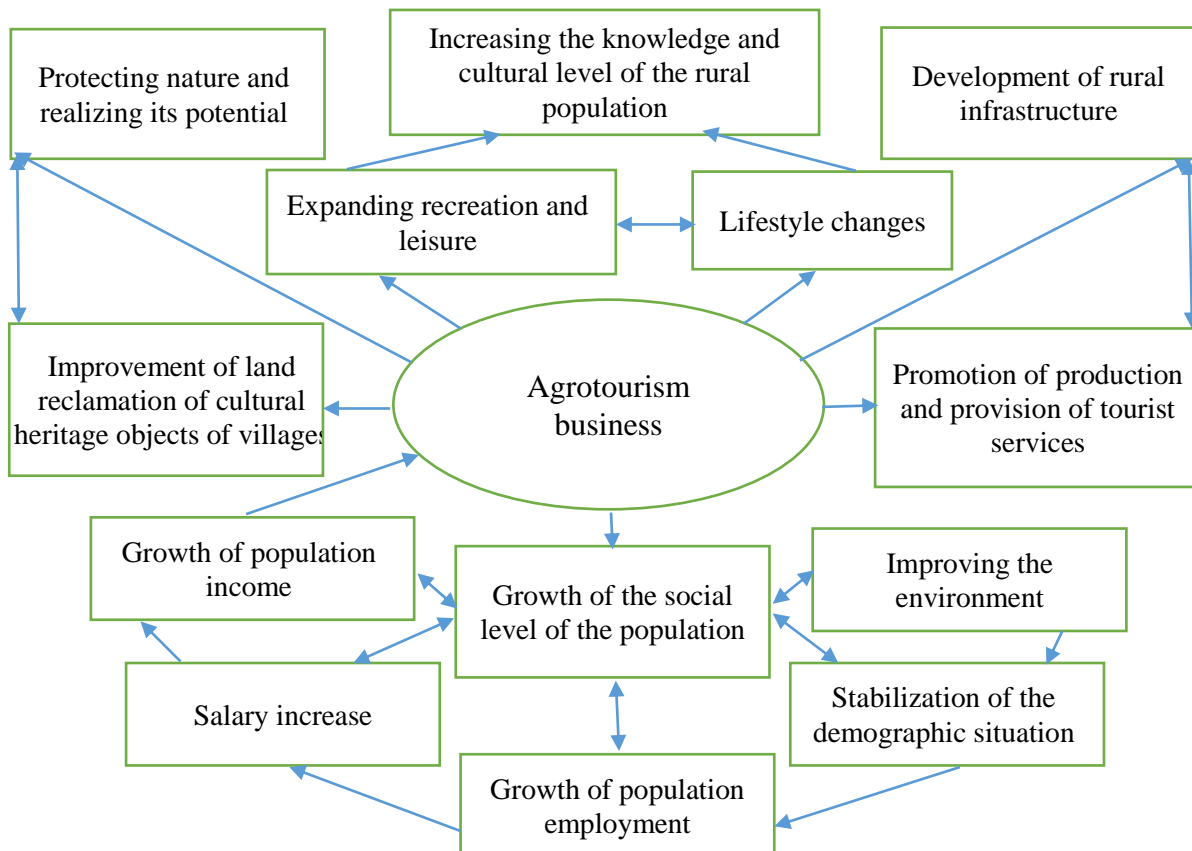 Protecting nature and
realizing its potential
Increasing the knowledge and
cultural level of the rural
population
Development of rural
infrastructure
Expanding recreation and
leisure
Lifestyle changes
Improvement of land
reclamation of cultural
heritage objects of villages
Agrotourism
business
Promotion of production
and provision of tourist
services
Growth of population
income
Growth of the social
level of the population
Improving the
environment
Salary increase
Stabilization of the
demographic situation
Growth of population
employment